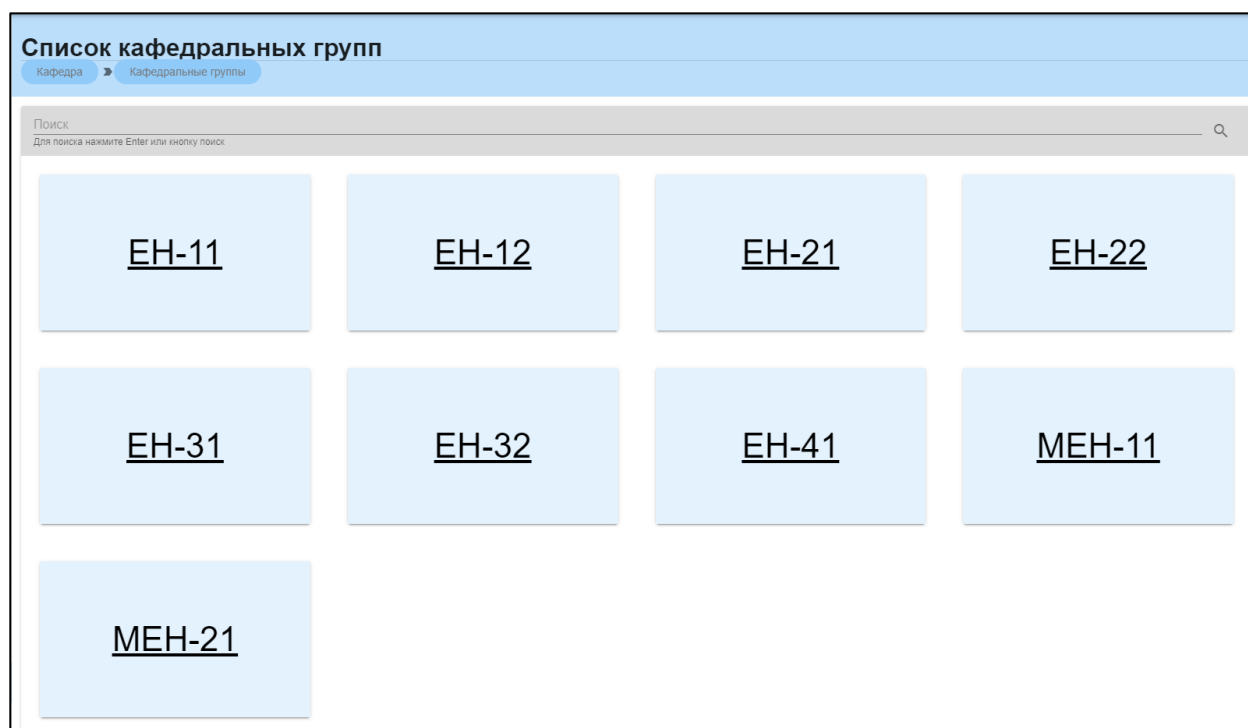 Список кафедральных групп
Кафедра Кафедральные группы
Поиск
Для поиска нажмите Enter или кнопку поиск
ЕН-11 ЕН-12 ЕН-21 ЕН-22
ЕН-31 ЕН-32 ЕН-41 МЕН-11
МЕН-21